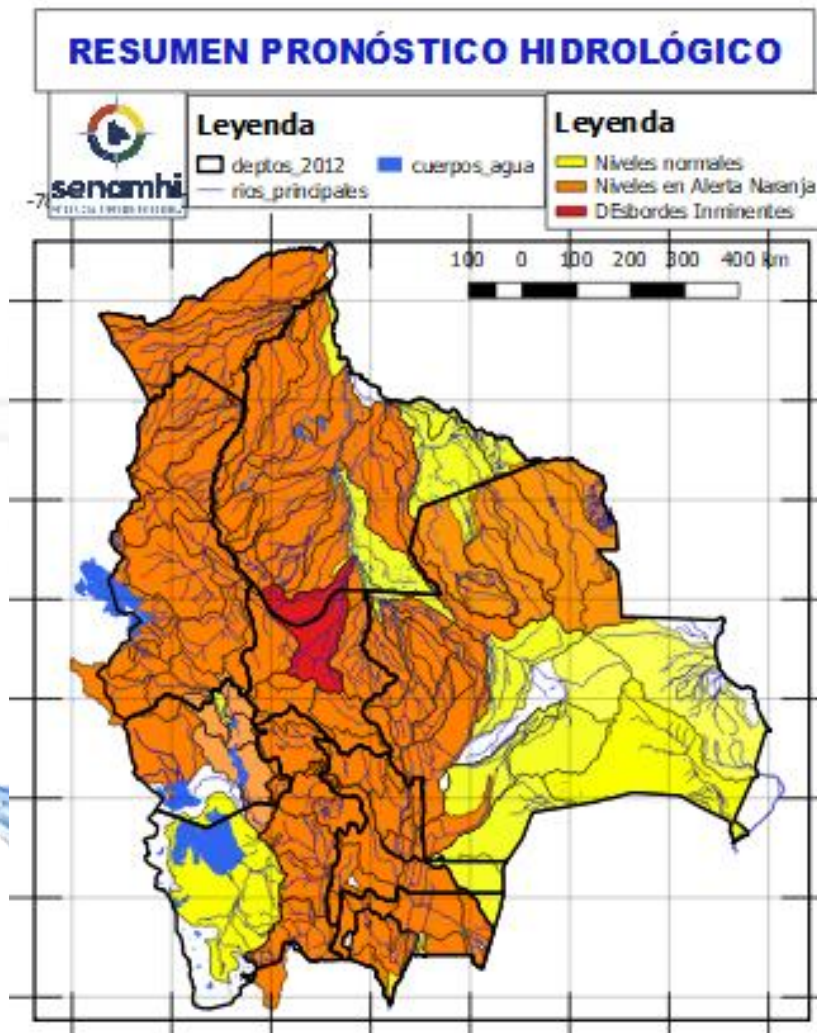 RESUMEN PRONÓSTICO HIDROLÓGICO
senamhi
Leyenda
deptos_2012
cuerpos_agua
rios_principales
Leyenda
Niveles normales
Niveles en Alerta Naranja
DEsbordes Inminentes
100 0 100 200 300 400 km